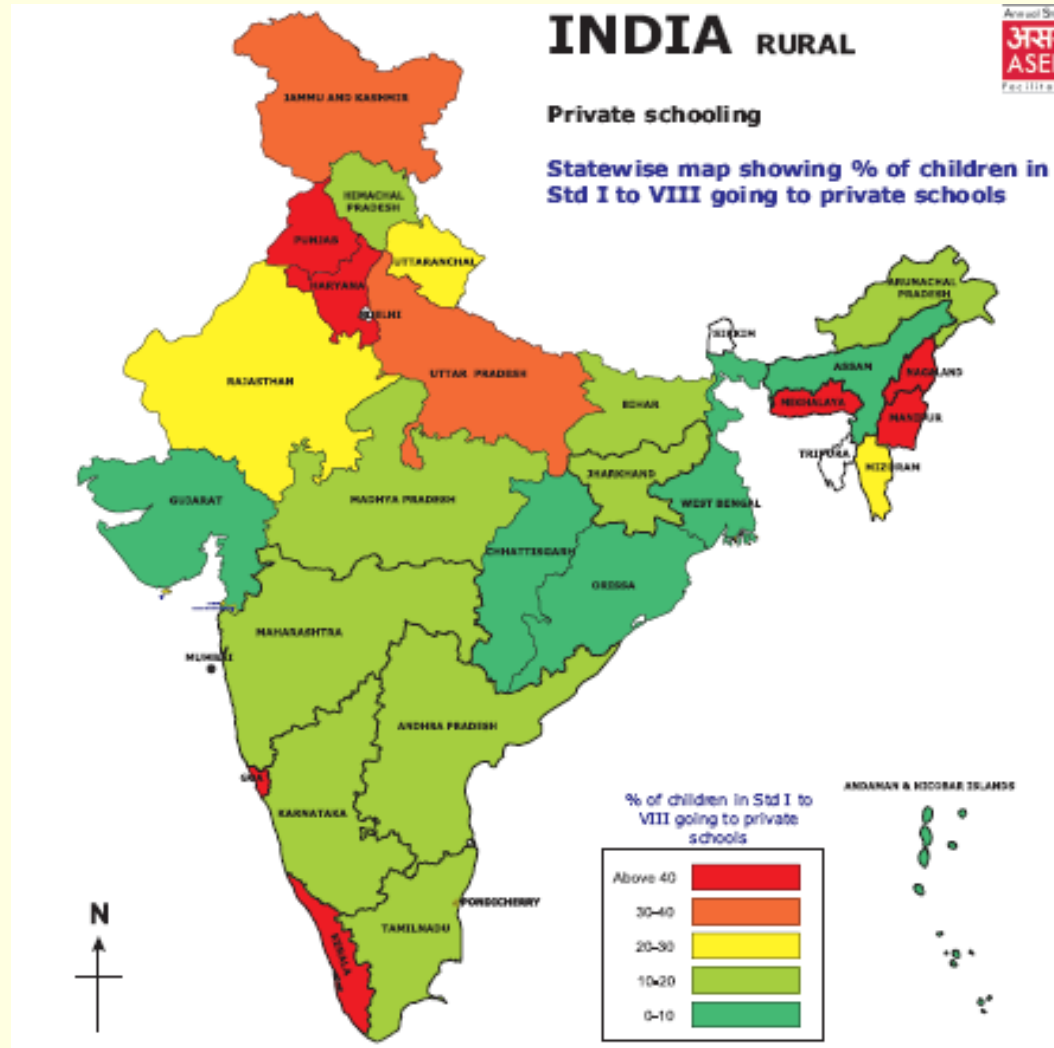 INDIA RURAL
Annual S
अस
ASE
Facilita
Private schooling
Statewise map showing % of children in
Std I to VIII going to private schools
JAMMU AND KASHMIR
HIMACHAL
PRADESH
PUNJAB
UTTARANCHAL
HARYANA
DELHI
ARUNACHAL
PRADESH
SIKKIM
ASSAM
NAGALAND
RAJASTHAN
UTTAR PRADESH
BIHAR
MEGHALAYA
MANIPUR
TRIPURA
MIZORAM
JHARKHAND
GUJARAT
MADHYA PRADESH
WEST BENGAL
CHHATTISGARH
ORISSA
MAHARASHTRA
MUMBAI
ANDHRA PRADESH
GOA
KARNATAKA
ANDAMAN & NICOBAR ISLANDS
% of children in Std I to
VIII going to private
schools
Above 40
30-40
20-30
10-20
0-10
N
PONDICHERRY
TAMILNADU
KERALA